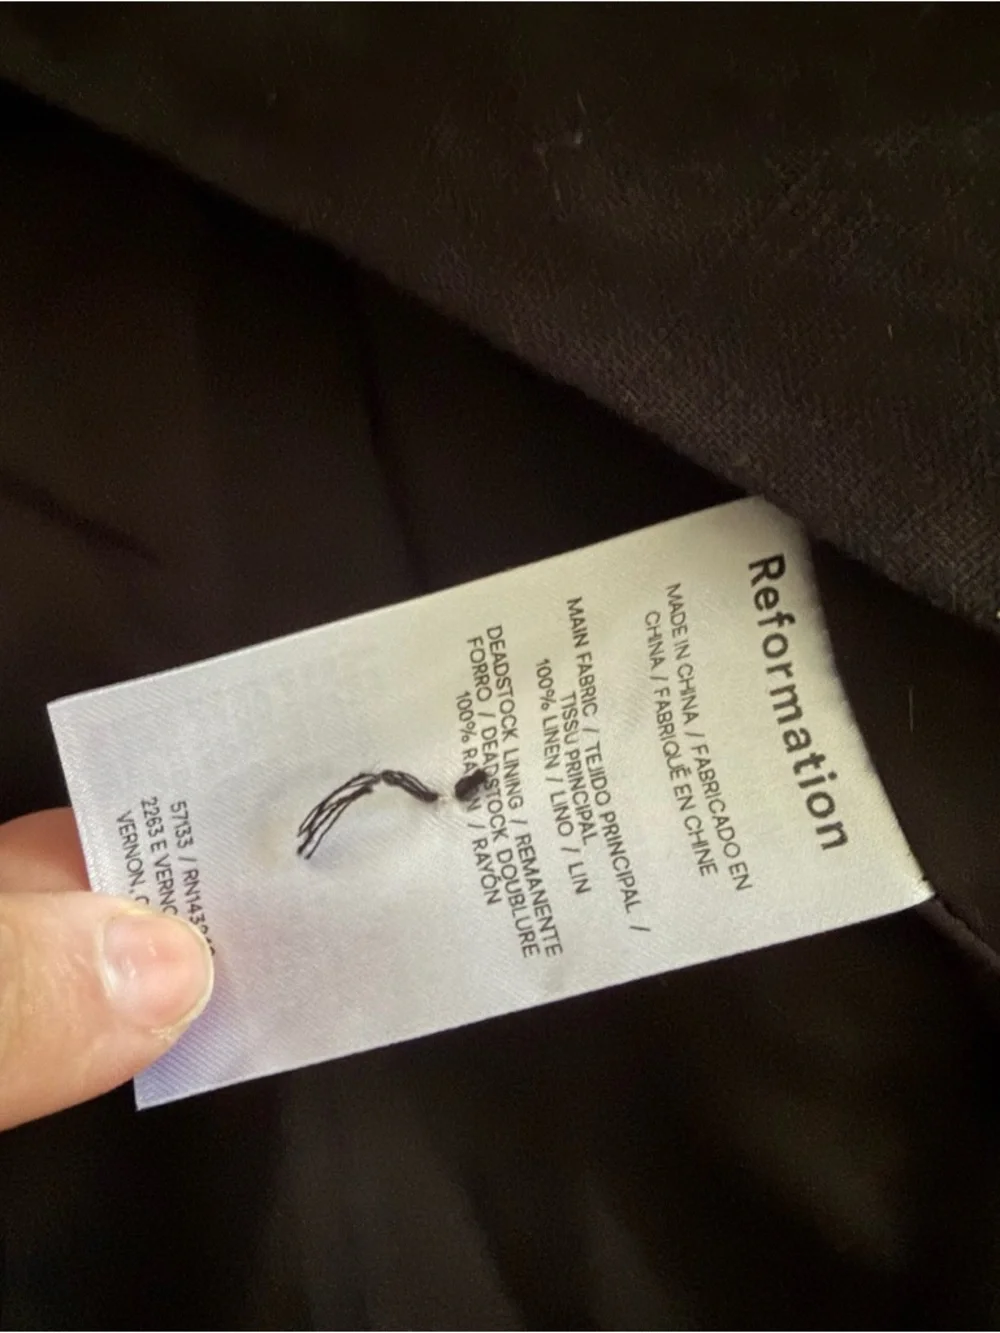 Reformation
MADE IN CHINA / FABRICADO EN
CHINA / FABRIQUÉ EN CHINE
MAIN FABRIC / TEJIDO PRINCIPAL /
TISSU PRINCIPAL
100% LINEN / LINO / LIN
DEADSTOCK LINING / REMANENTE
FORRO / DEADSTOCK DOUBLURE
100% / RAYÓN
57133 /
2263 E
VERNON,